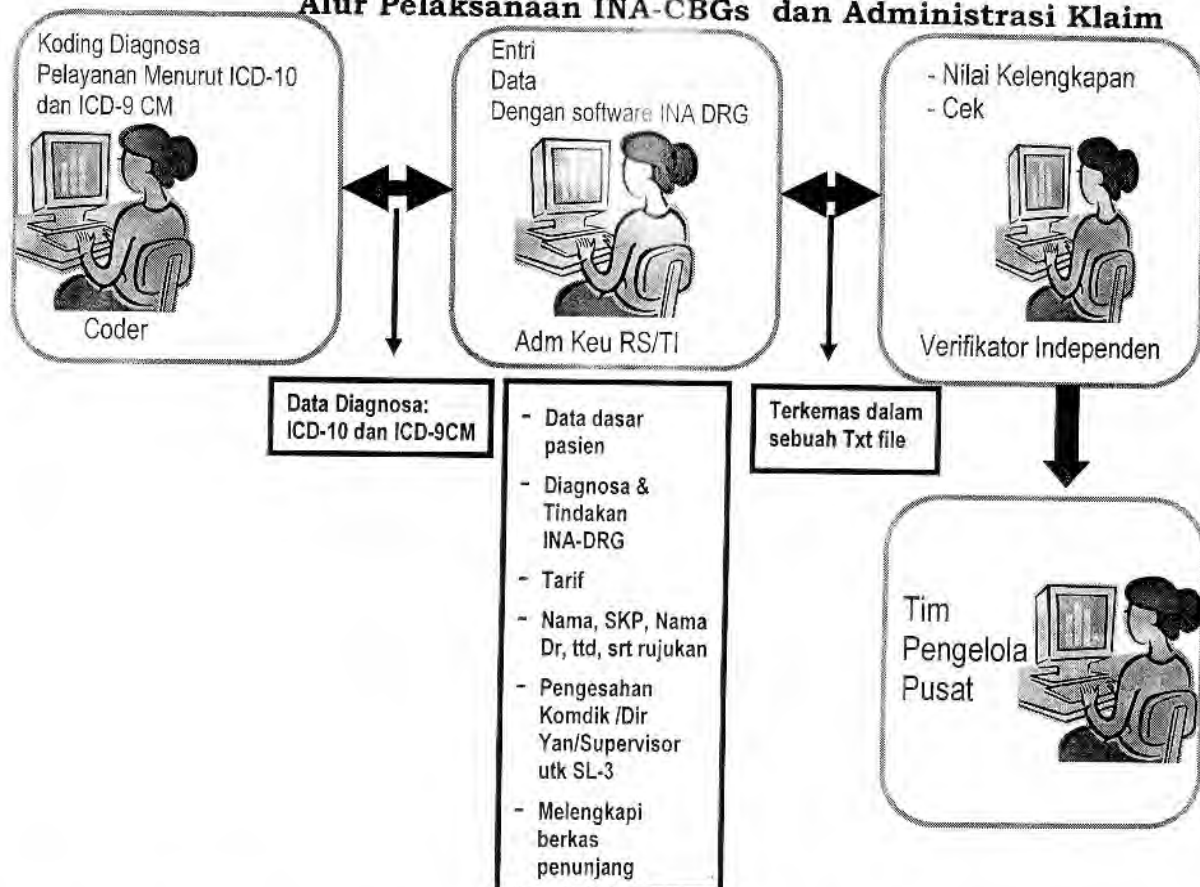 Alur Pelaksanaan INA-CBGs dan Administrasi Klaim
Koding Diagnosa
Pelayanan Menurut ICD-10
dan ICD-9 CM
Coder
Entri
Data
Dengan software INA DRG
Adm Keu RS/TI
- Nilai Kelengkapan
- Cek
Verifikator Independen
Data Diagnosa:
ICD-10 dan ICD-9CM
- Data dasar
pasien
- Diagnosa &
Tindakan
INA-DRG
- Tarif
- Nama, SKP, Nama
Dr, ttd, srt rujukan
- Pengesahan
Komdik /Dir
Yan/Supervisor
utk SL-3
- Melengkapi
berkas
penunjang
Terkemas dalam
sebuah Txt file
Tim
Pengelola
Pusat